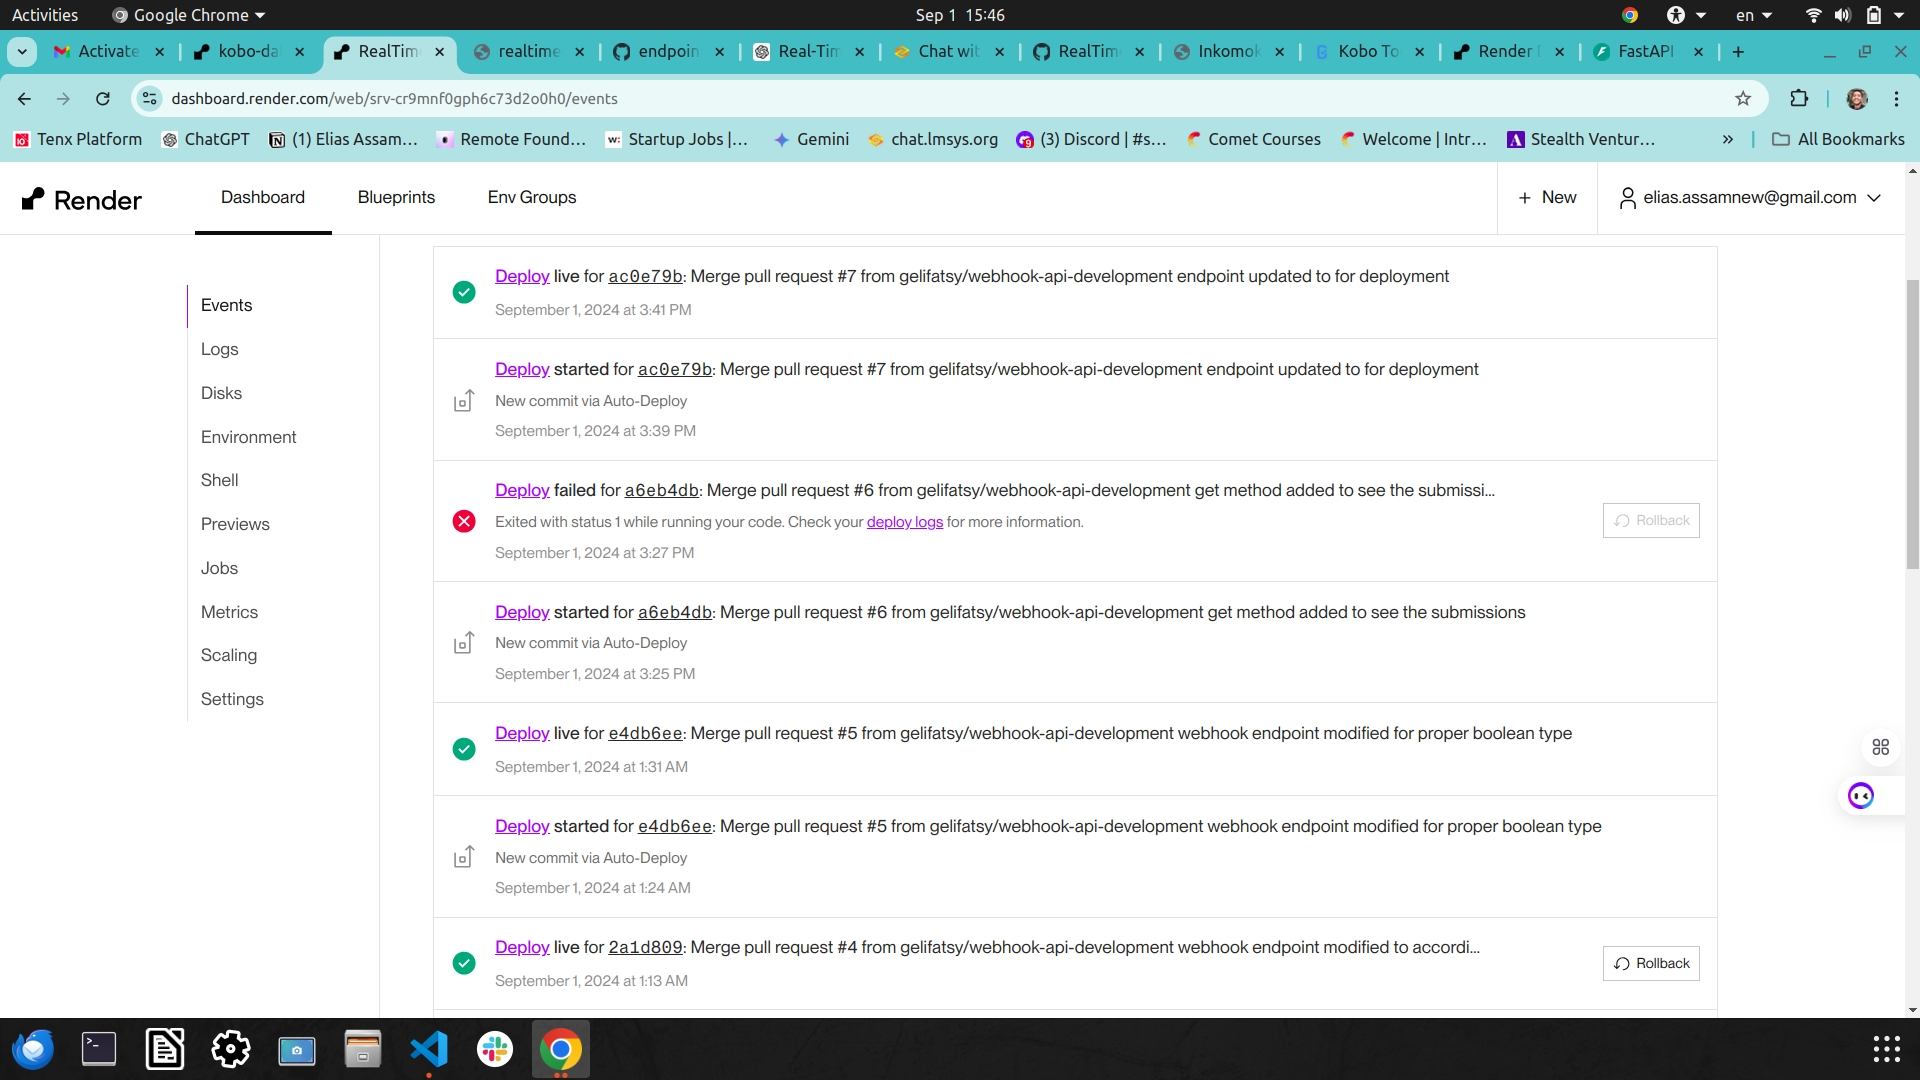 Activities
Google Chrome
Sep 1 15:46
en
Activate
kobo-da
RealTim
realtime
endpoin
Real-Tim
Chat wit
RealTim
Inkomok
Kobo To
Render
FastAPI
dashboard.render.com/web/srv-cr9mnf0gph6c73d2o0h0/events
Tenx Platform
ChatGPT
(1) Elias Assam...
Remote Found...
Startup Jobs |...
Gemini
chat.lmsys.org
(3) Discord | #s...
Comet Courses
Welcome | Intr...
Stealth Ventur...
»
All Bookmarks
Render
Dashboard
Blueprints
Env Groups
+ New
elias.assamnew@gmail.com
Events
Logs
Disks
Environment
Shell
Previews
Jobs
Metrics
Scaling
Settings
Deploy live for ac0e79b: Merge pull request #7 from gelifatsy/webhook-api-development endpoint updated to for deployment
September 1, 2024 at 3:41 PM
Deploy started for ac0e79b: Merge pull request #7 from gelifatsy/webhook-api-development endpoint updated to for deployment
New commit via Auto-Deploy
September 1, 2024 at 3:39 PM
Deploy failed for a6eb4db: Merge pull request #6 from gelifatsy/webhook-api-development get method added to see the submissi...
Exited with status 1 while running your code. Check your deploy logs for more information.
Rollback
September 1, 2024 at 3:27 PM
Deploy started for a6eb4db: Merge pull request #6 from gelifatsy/webhook-api-development get method added to see the submissions
New commit via Auto-Deploy
September 1, 2024 at 3:25 PM
Deploy live for e4db6ee: Merge pull request #5 from gelifatsy/webhook-api-development webhook endpoint modified for proper boolean type
September 1, 2024 at 1:31 AM
Deploy started for e4db6ee: Merge pull request #5 from gelifatsy/webhook-api-development webhook endpoint modified for proper boolean type
New commit via Auto-Deploy
September 1, 2024 at 1:24 AM
Deploy live for 2a1d809: Merge pull request #4 from gelifatsy/webhook-api-development webhook endpoint modified to accordi...
Rollback
September 1, 2024 at 1:13 AM